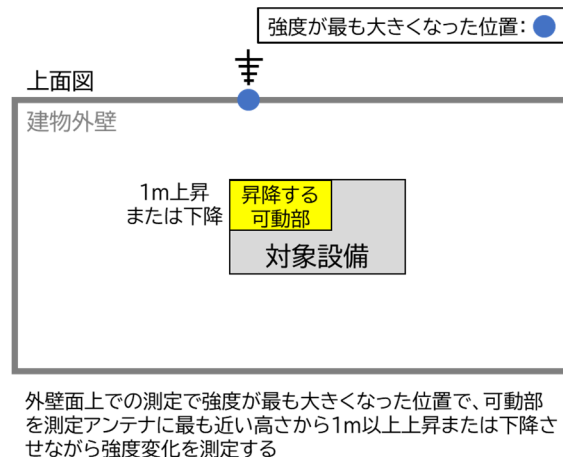 強度が最も大きくなった位置:
上面図
建物外壁
1m上昇
または下降
昇降する
可動部
対象設備
外壁面上での測定で強度が最も大きくなった位置で、可動部
を測定アンテナに最も近い高さから1m以上上昇または下降さ
せながら強度変化を測定する